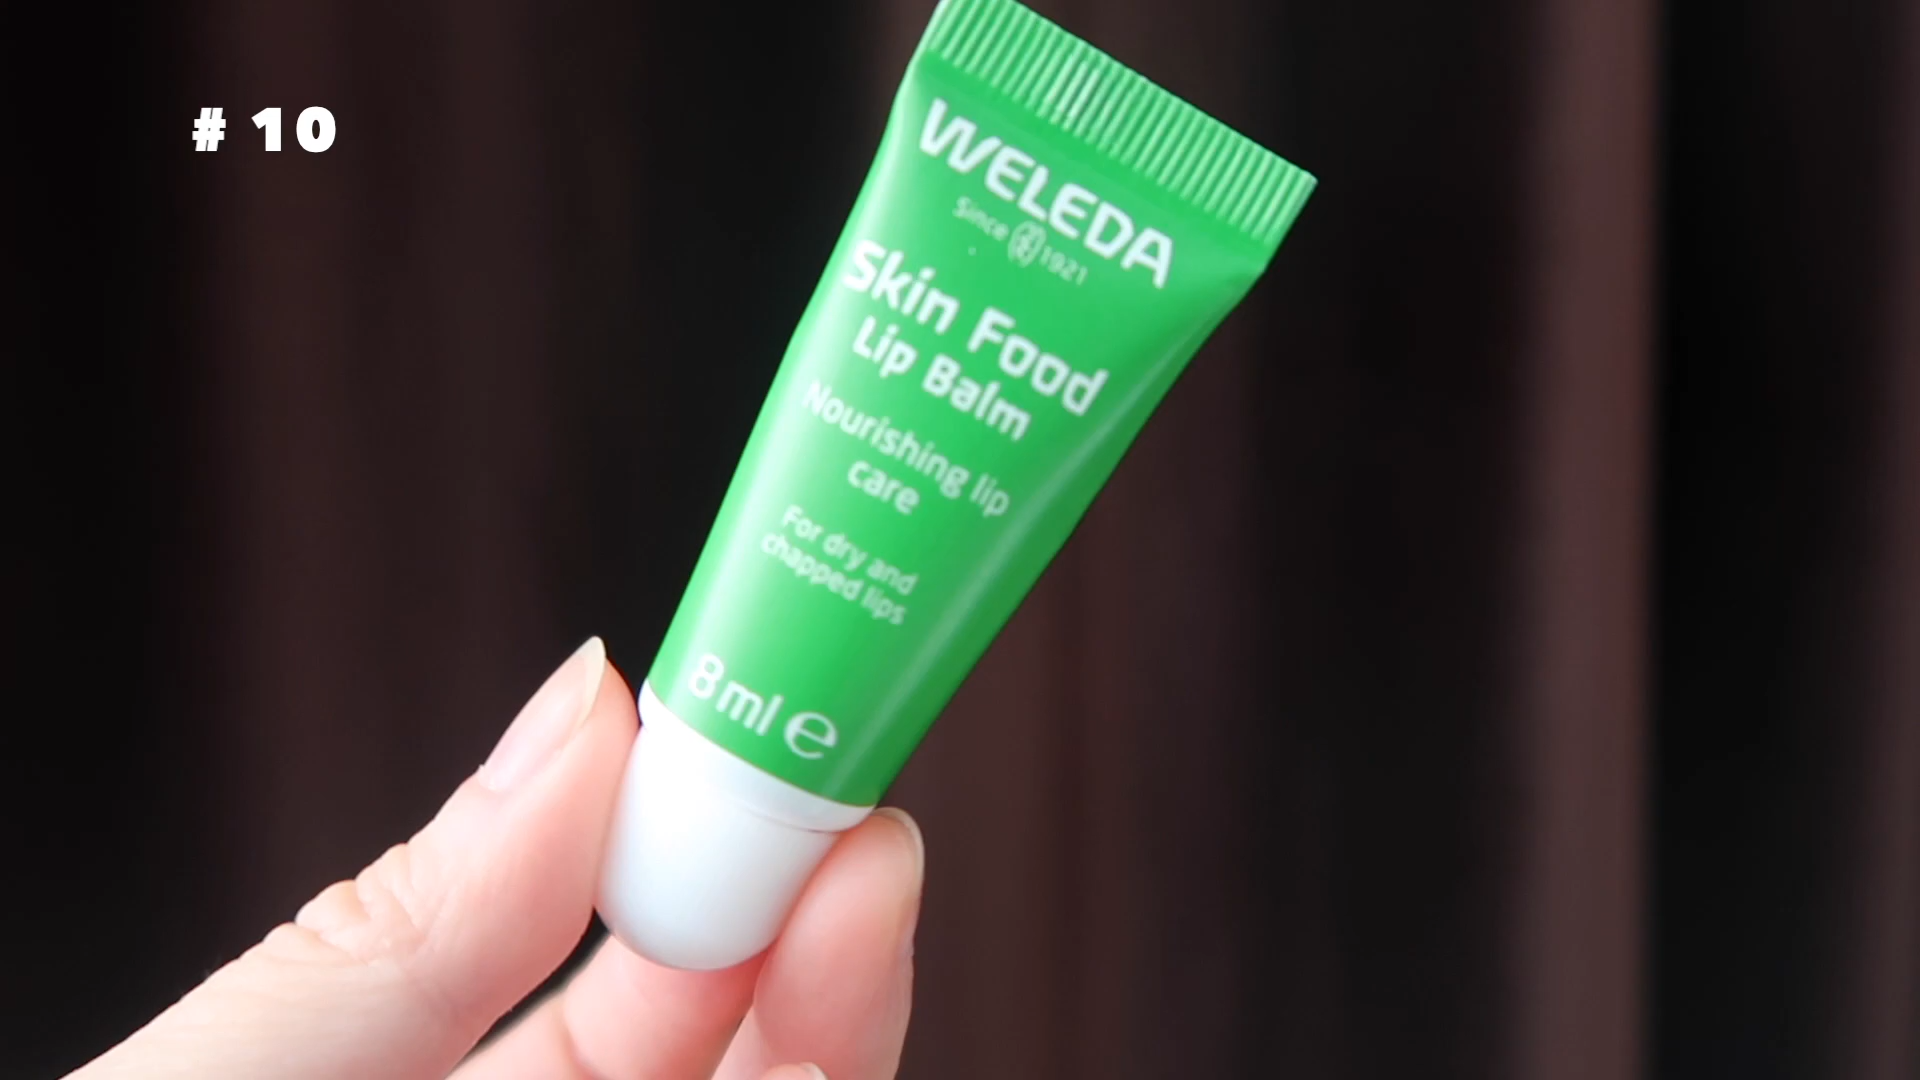 # 10
WELEDA
Since 1921
Skin Food
Lip Balm
Nourishing lip
care
For dry and
chapped lips
8 ml e